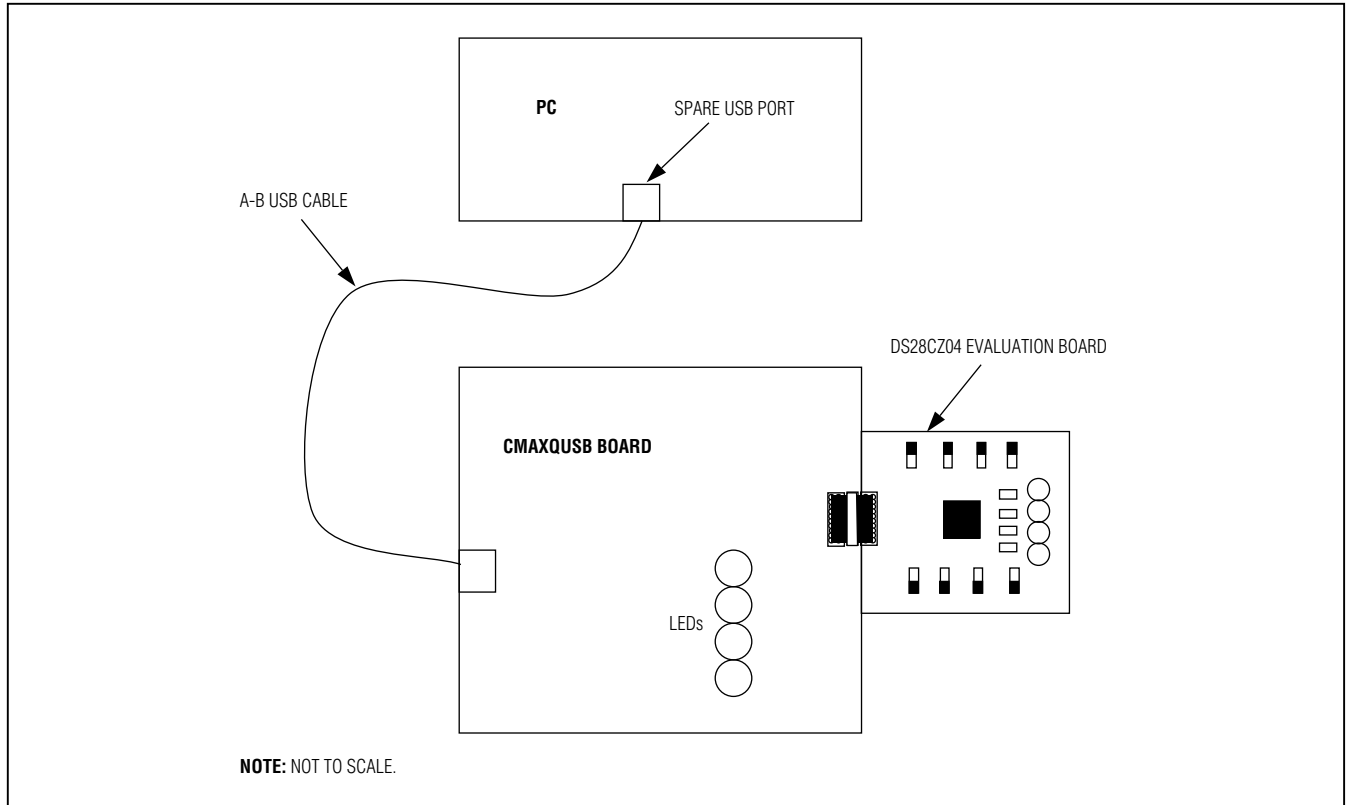 PC
SPARE USB PORT
A-B USB CABLE
DS28CZ04 EVALUATION BOARD
CMAXQUSB BOARD
LEDs
NOTE: NOT TO SCALE.